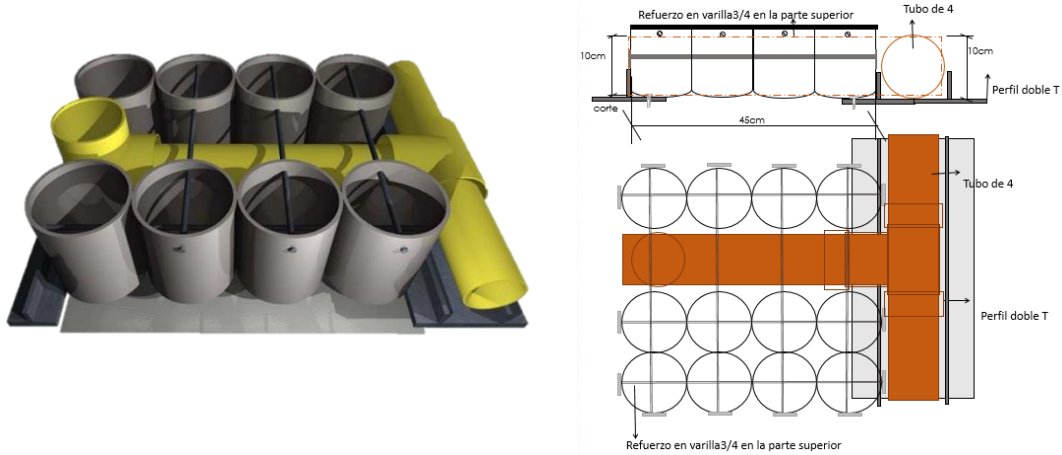 Refuerzo en varilla3/4 en la parte superior
Tubo de 4
10cm
10cm
Perfil doble T
corte
45cm
Tubo de 4
Perfil doble T
Refuerzo en varilla3/4 en la parte superior